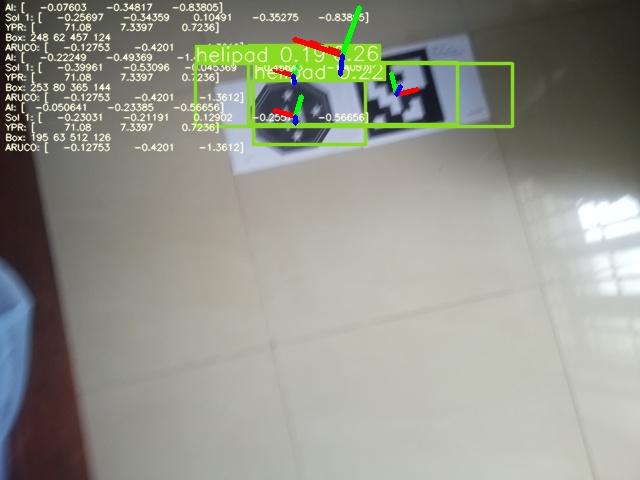 AI: [ -0.07603 -0.34817 -0.83805]
Sol 1: [ -0.25697 -0.34359 0.10491 -0.35275 -0.83805]
YPR: [ 71.08 7.3397 0.7236]
Box: 248 62 457 124
ARUCO: [ -0.12753 -0.4201 -1.3612]
AI: [ -0.22249 -0.49369
Sol 1: [ -0.39961 -0.53096
YPR: [ 71.08 7.3397 0.7236]
Box: 253 80 365 144
ARUCO: [ -0.12753 -0.4201 -1.3612]
AI: [ -0.050641 -0.23385 -0.56656]
Sol 1: [ -0.23031 -0.21191 0.12902 -0.56656]
YPR: [ 71.08 7.3397 0.7236]
Box: 195 63 512 126
ARUCO: [ -0.12753 -0.4201 -1.3612]
helipad 0.19
helipad 0.22